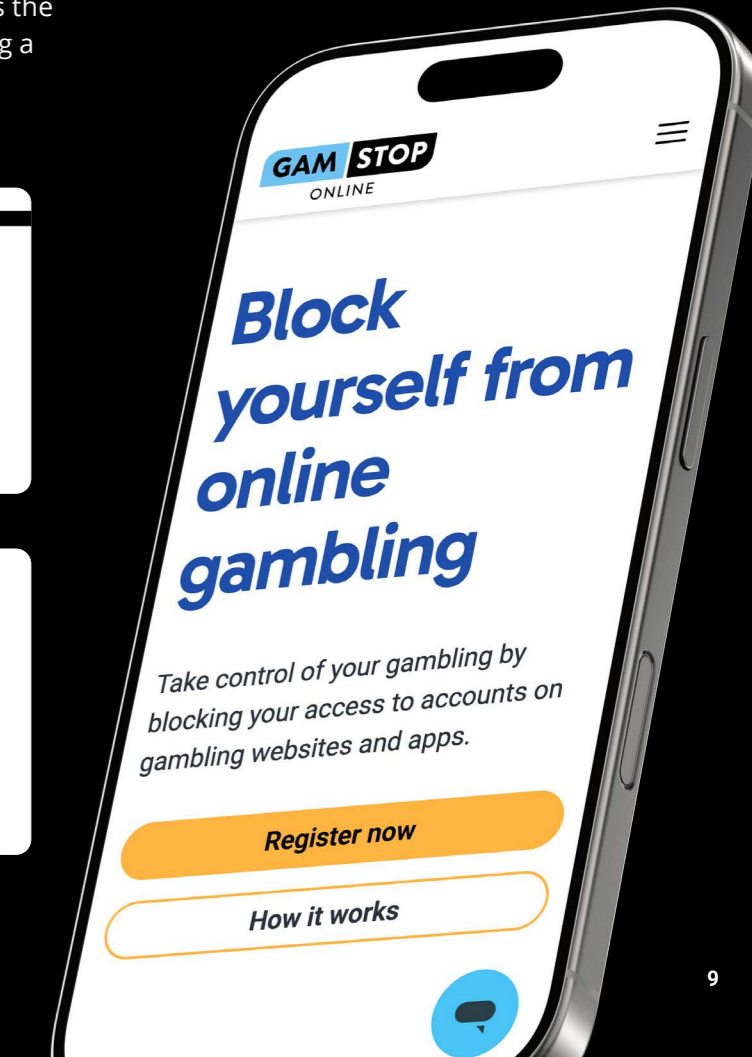 s the
g a
GAM STOP
ONLINE
Block
yourself from
online
gambling
Take control of your gambling by
blocking your access to accounts on
gambling websites and apps.
Register now
How it works
9